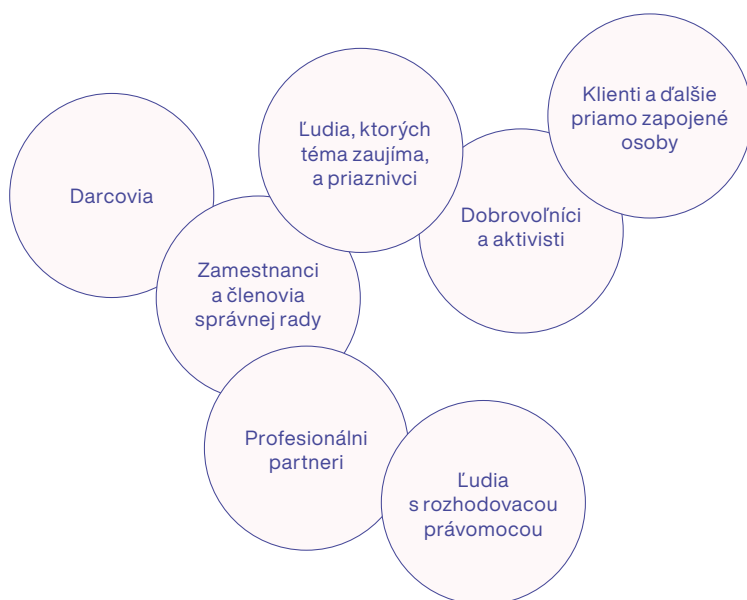 Klienti a ďalšie
priamo zapojené
osoby
Ľudia, ktorých
téma zaujíma,
a priaznivci
Darcovia
Dobrovoľníci
a aktivisti
Zamestnanci
a členovia
správnej rady
Profesionálni
partneri
Ľudia
s rozhodovacou
právomocou